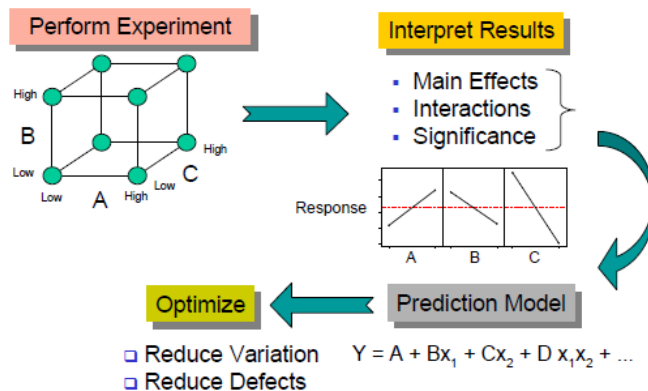 Perform Experiment
High
B
Low
Low
A
High
Low
C
High
Interpret Results
▪ Main Effects
▪ Interactions
▪ Significance
Response
A B C
Optimize
Prediction Model
❑ Reduce Variation
❑ Reduce Defects
Y = A + Bx₁ + Cx₂ + D x₁x₂ + ...